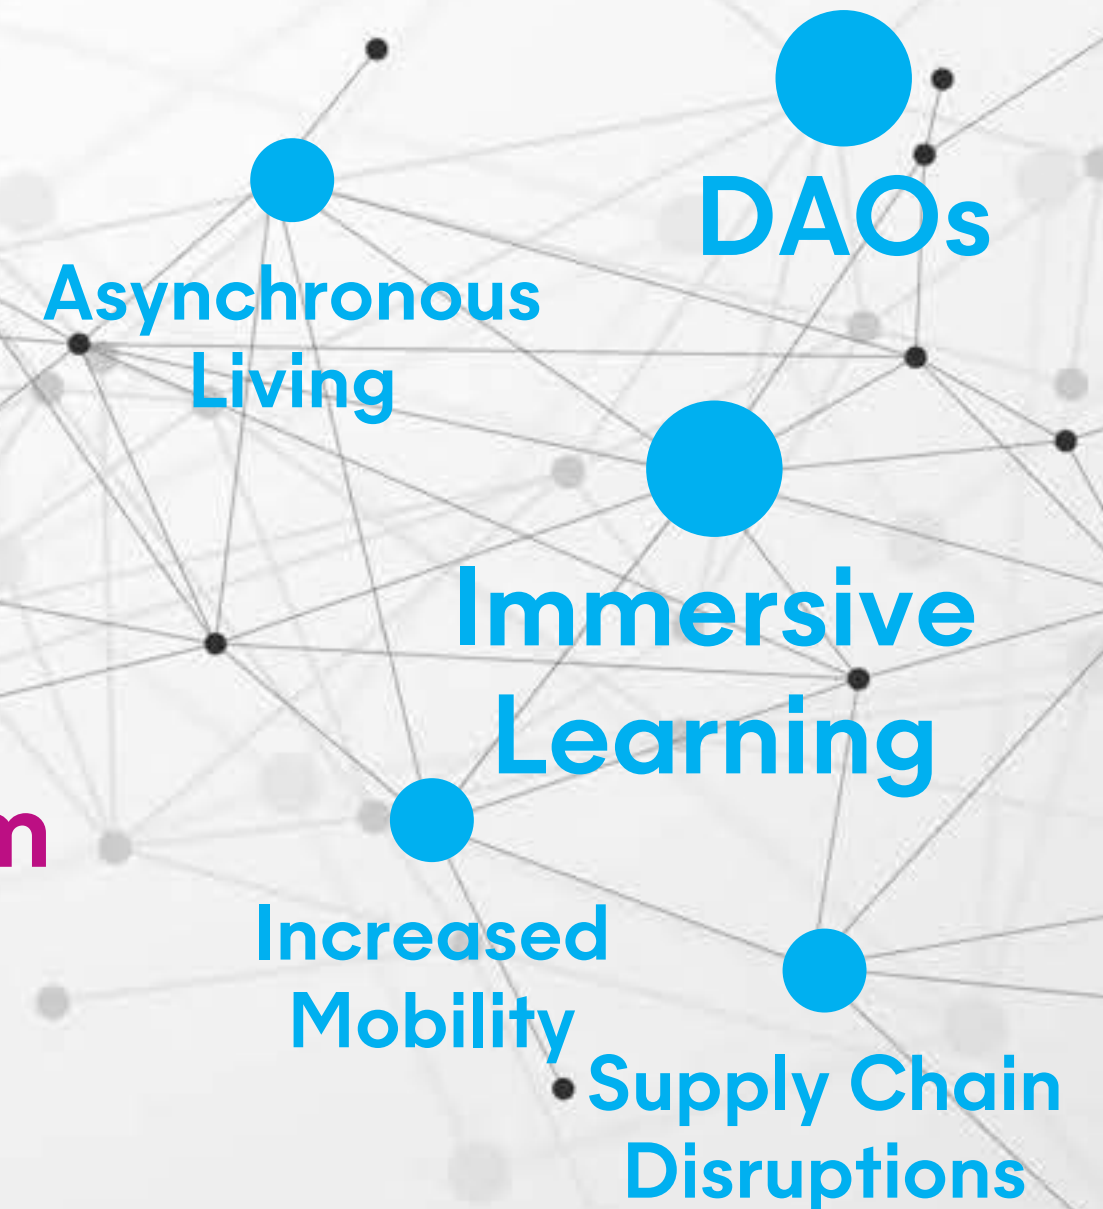 DAOs
Asynchronous
Living
Immersive
Learning
Increased
Mobility
Supply Chain
Disruptions